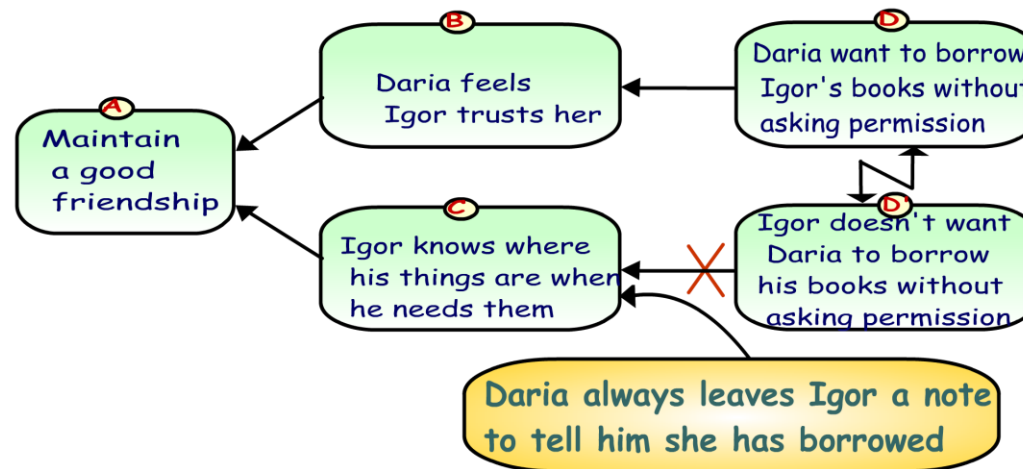 A
Maintain
a good
friendship
B
Daria feels
Igor trusts her
D
Daria want to borrow
Igor's books without
asking permission
C
Igor knows where
his things are when
he needs them
D'
Igor doesn't want
Daria to borrow
his books without
asking permission
Daria always leaves Igor a note
to tell him she has borrowed